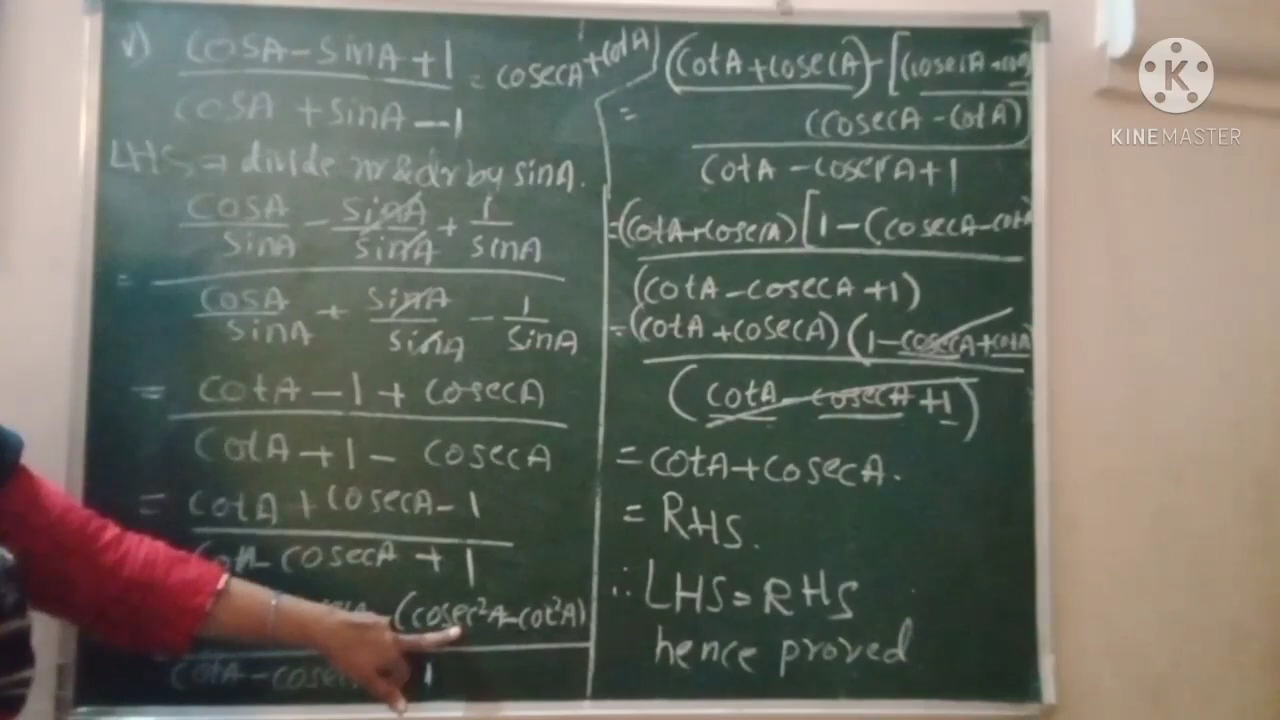 v) cosA - sinA + 1 / cosA + sinA - 1 = cosecA + cotA
LHS = divide nr & dr by sinA.
= cosA/sinA - sinA/sinA + 1/sinA
cosA/sinA + sinA/sinA - 1/sinA
= cotA - 1 + cosecA
cotA + 1 - cosecA
= cotA + cosecA - 1
cosecA + 1
- (cosec²A - cot²A)
cotA - 1
= (cotA + cosecA) - [(cosecA +
(cosecA - cotA)
cotA - cosecA + 1
= (cotA + cosecA) [1 - (cosecA - cotA
(cotA - cosecA + 1)
= (cotA + cosecA) (1 - cosecA + cotA)
(cotA - cosecA + 1)
= cotA + cosecA.
= RHS.
∴ LHS = RHS
hence proved
K
KINEMASTER